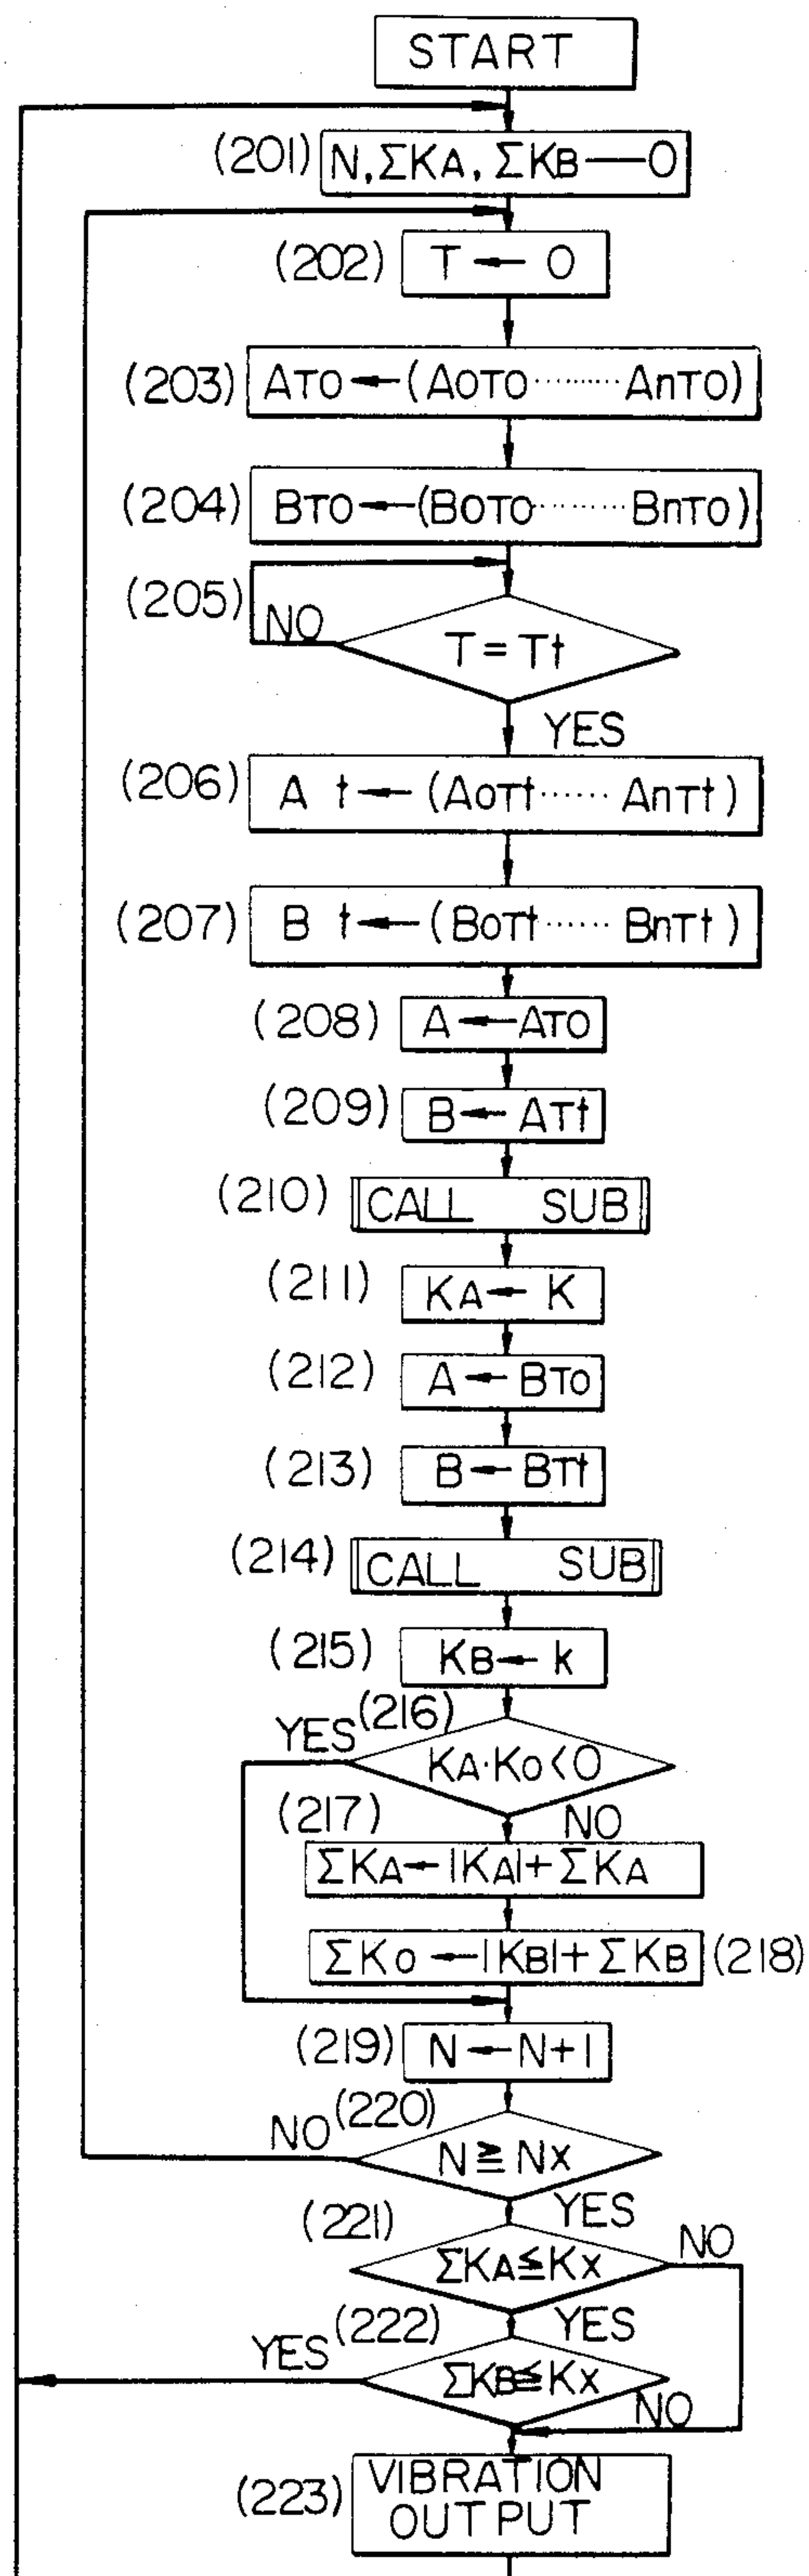 START
(201) N, ΣKA, ΣKB — 0
(202) T ← 0
(203) ATO ← (AOTO ·········· AnTO)
(204) BTO ← (BOTO ·········· BnTO)
(205)
NO
T = Tt
YES
(206) A t ← (AOTt ······ AnTt)
(207) B t ← (BOTt ······ BnTt)
(208) A ← ATO
(209) B ← ATt
(210) CALL SUB
(211) KA ← K
(212) A ← BTO
(213) B ← BTt
(214) CALL SUB
(215) KB ← k
YES (216)
KA·KO<0
(217) NO
ΣKA ← |KA| + ΣKA
ΣKO ← |KB| + ΣKB (218)
(219) N ← N+1
NO (220)
N ≧ Nx
(221) YES
ΣKA ≦ Kx NO
YES (222) YES
ΣKB ≦ Kx
NO
(223) VIBRATION
OUTPUT